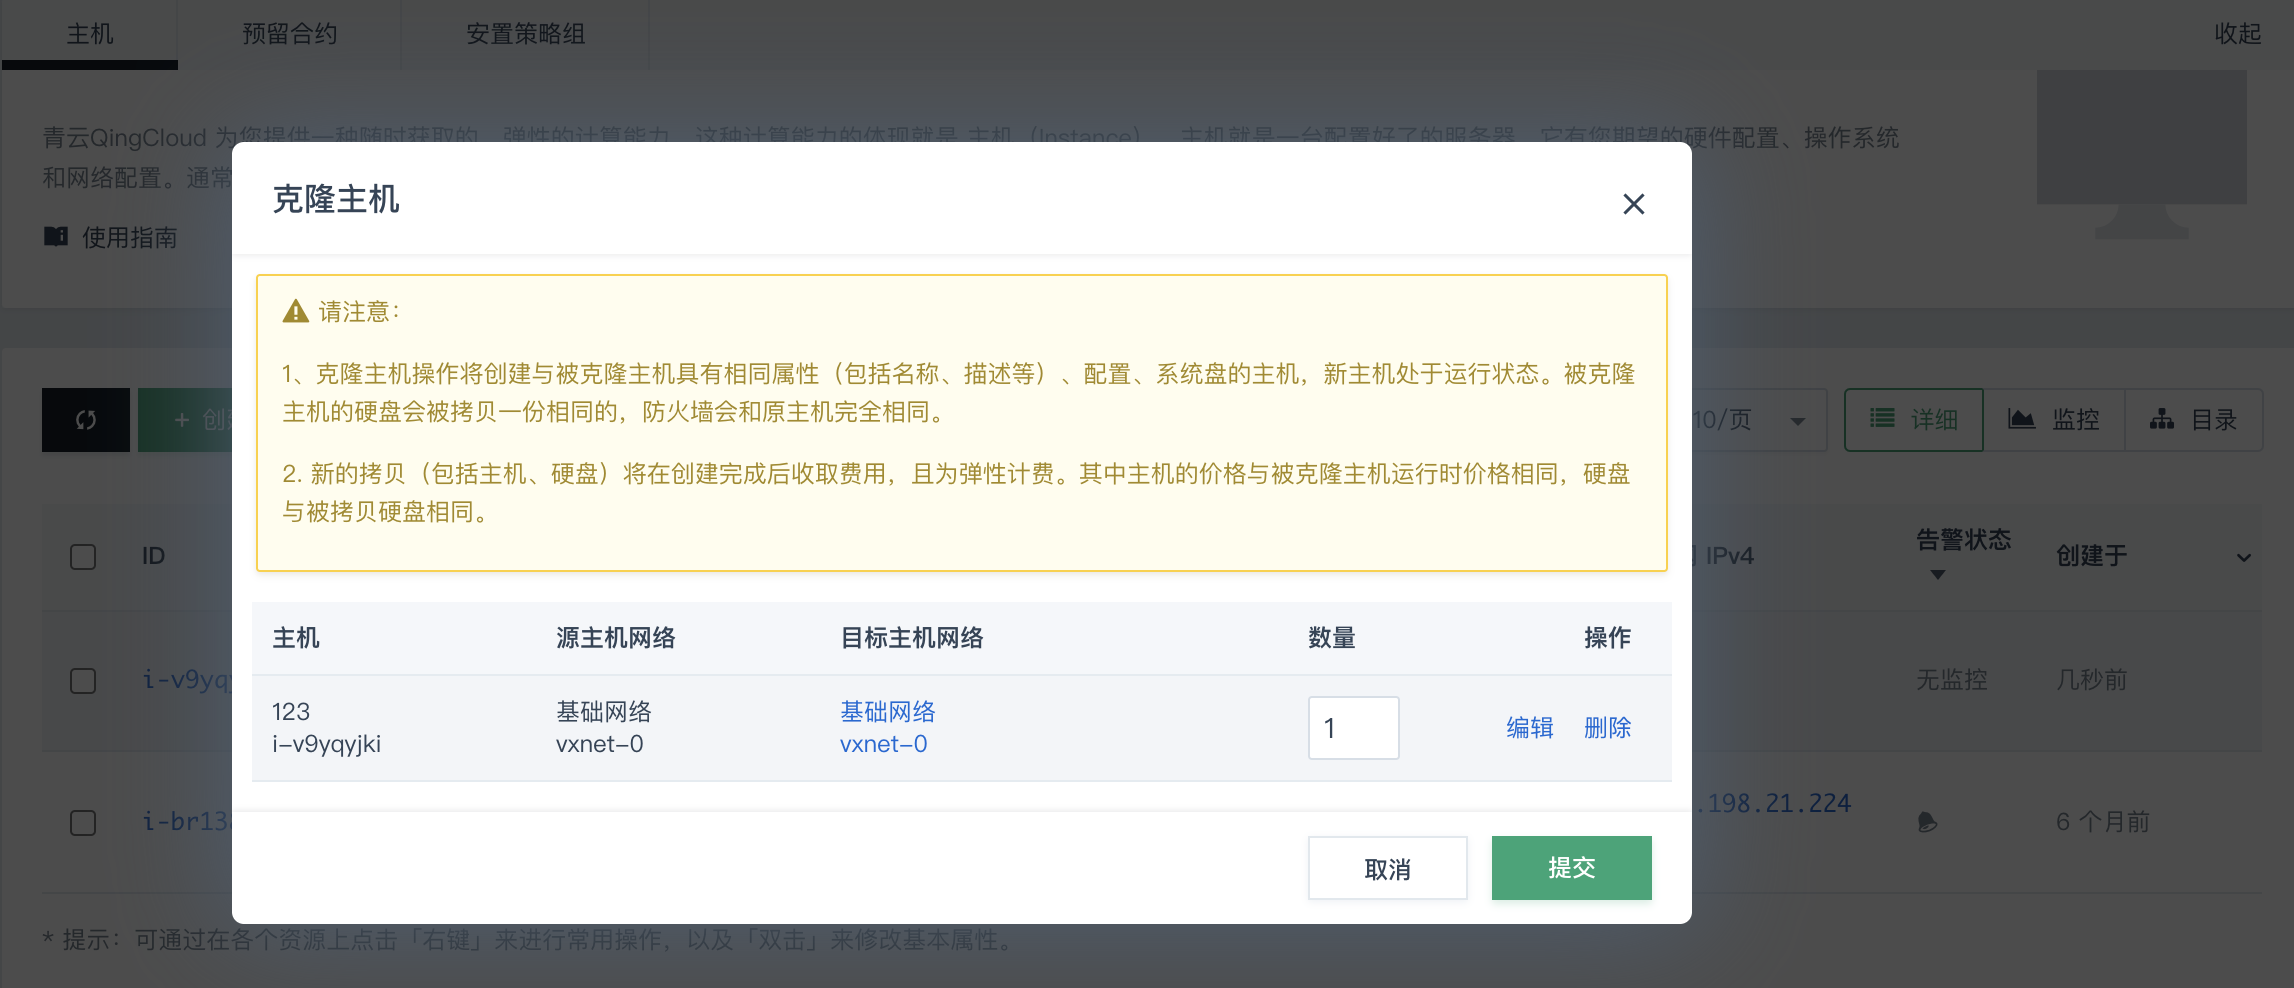 主机
预留合约
安置策略组
收起
青云QingCloud 为您提供一种随时获取的、弹性的计算能力，这种计算能力的体现就是 主机（Instance）。主机就是一台配置好了的服务器，它有您期望的硬件配置、操作系统
和网络配置。通常
使用指南
克隆主机
请注意：
1、克隆主机操作将创建与被克隆主机具有相同属性（包括名称、描述等）、配置、系统盘的主机，新主机处于运行状态。被克隆
主机的硬盘会被拷贝一份相同的，防火墙会和原主机完全相同。
2. 新的拷贝（包括主机、硬盘）将在创建完成后收取费用，且为弹性计费。其中主机的价格与被克隆主机运行时价格相同，硬盘
与被拷贝硬盘相同。
+ 创
10/页
详细
监控
目录
ID
IPv4
告警状态
创建于
主机
源主机网络
目标主机网络
数量
操作
i-v9yq
无监控
几秒前
123
i-v9yqyjki
基础网络
vxnet-0
基础网络
vxnet-0
1
编辑
删除
i-br13
.198.21.224
6 个月前
取消
提交
* 提示：可通过在各个资源上点击「右键」来进行常用操作，以及「双击」来修改基本属性。